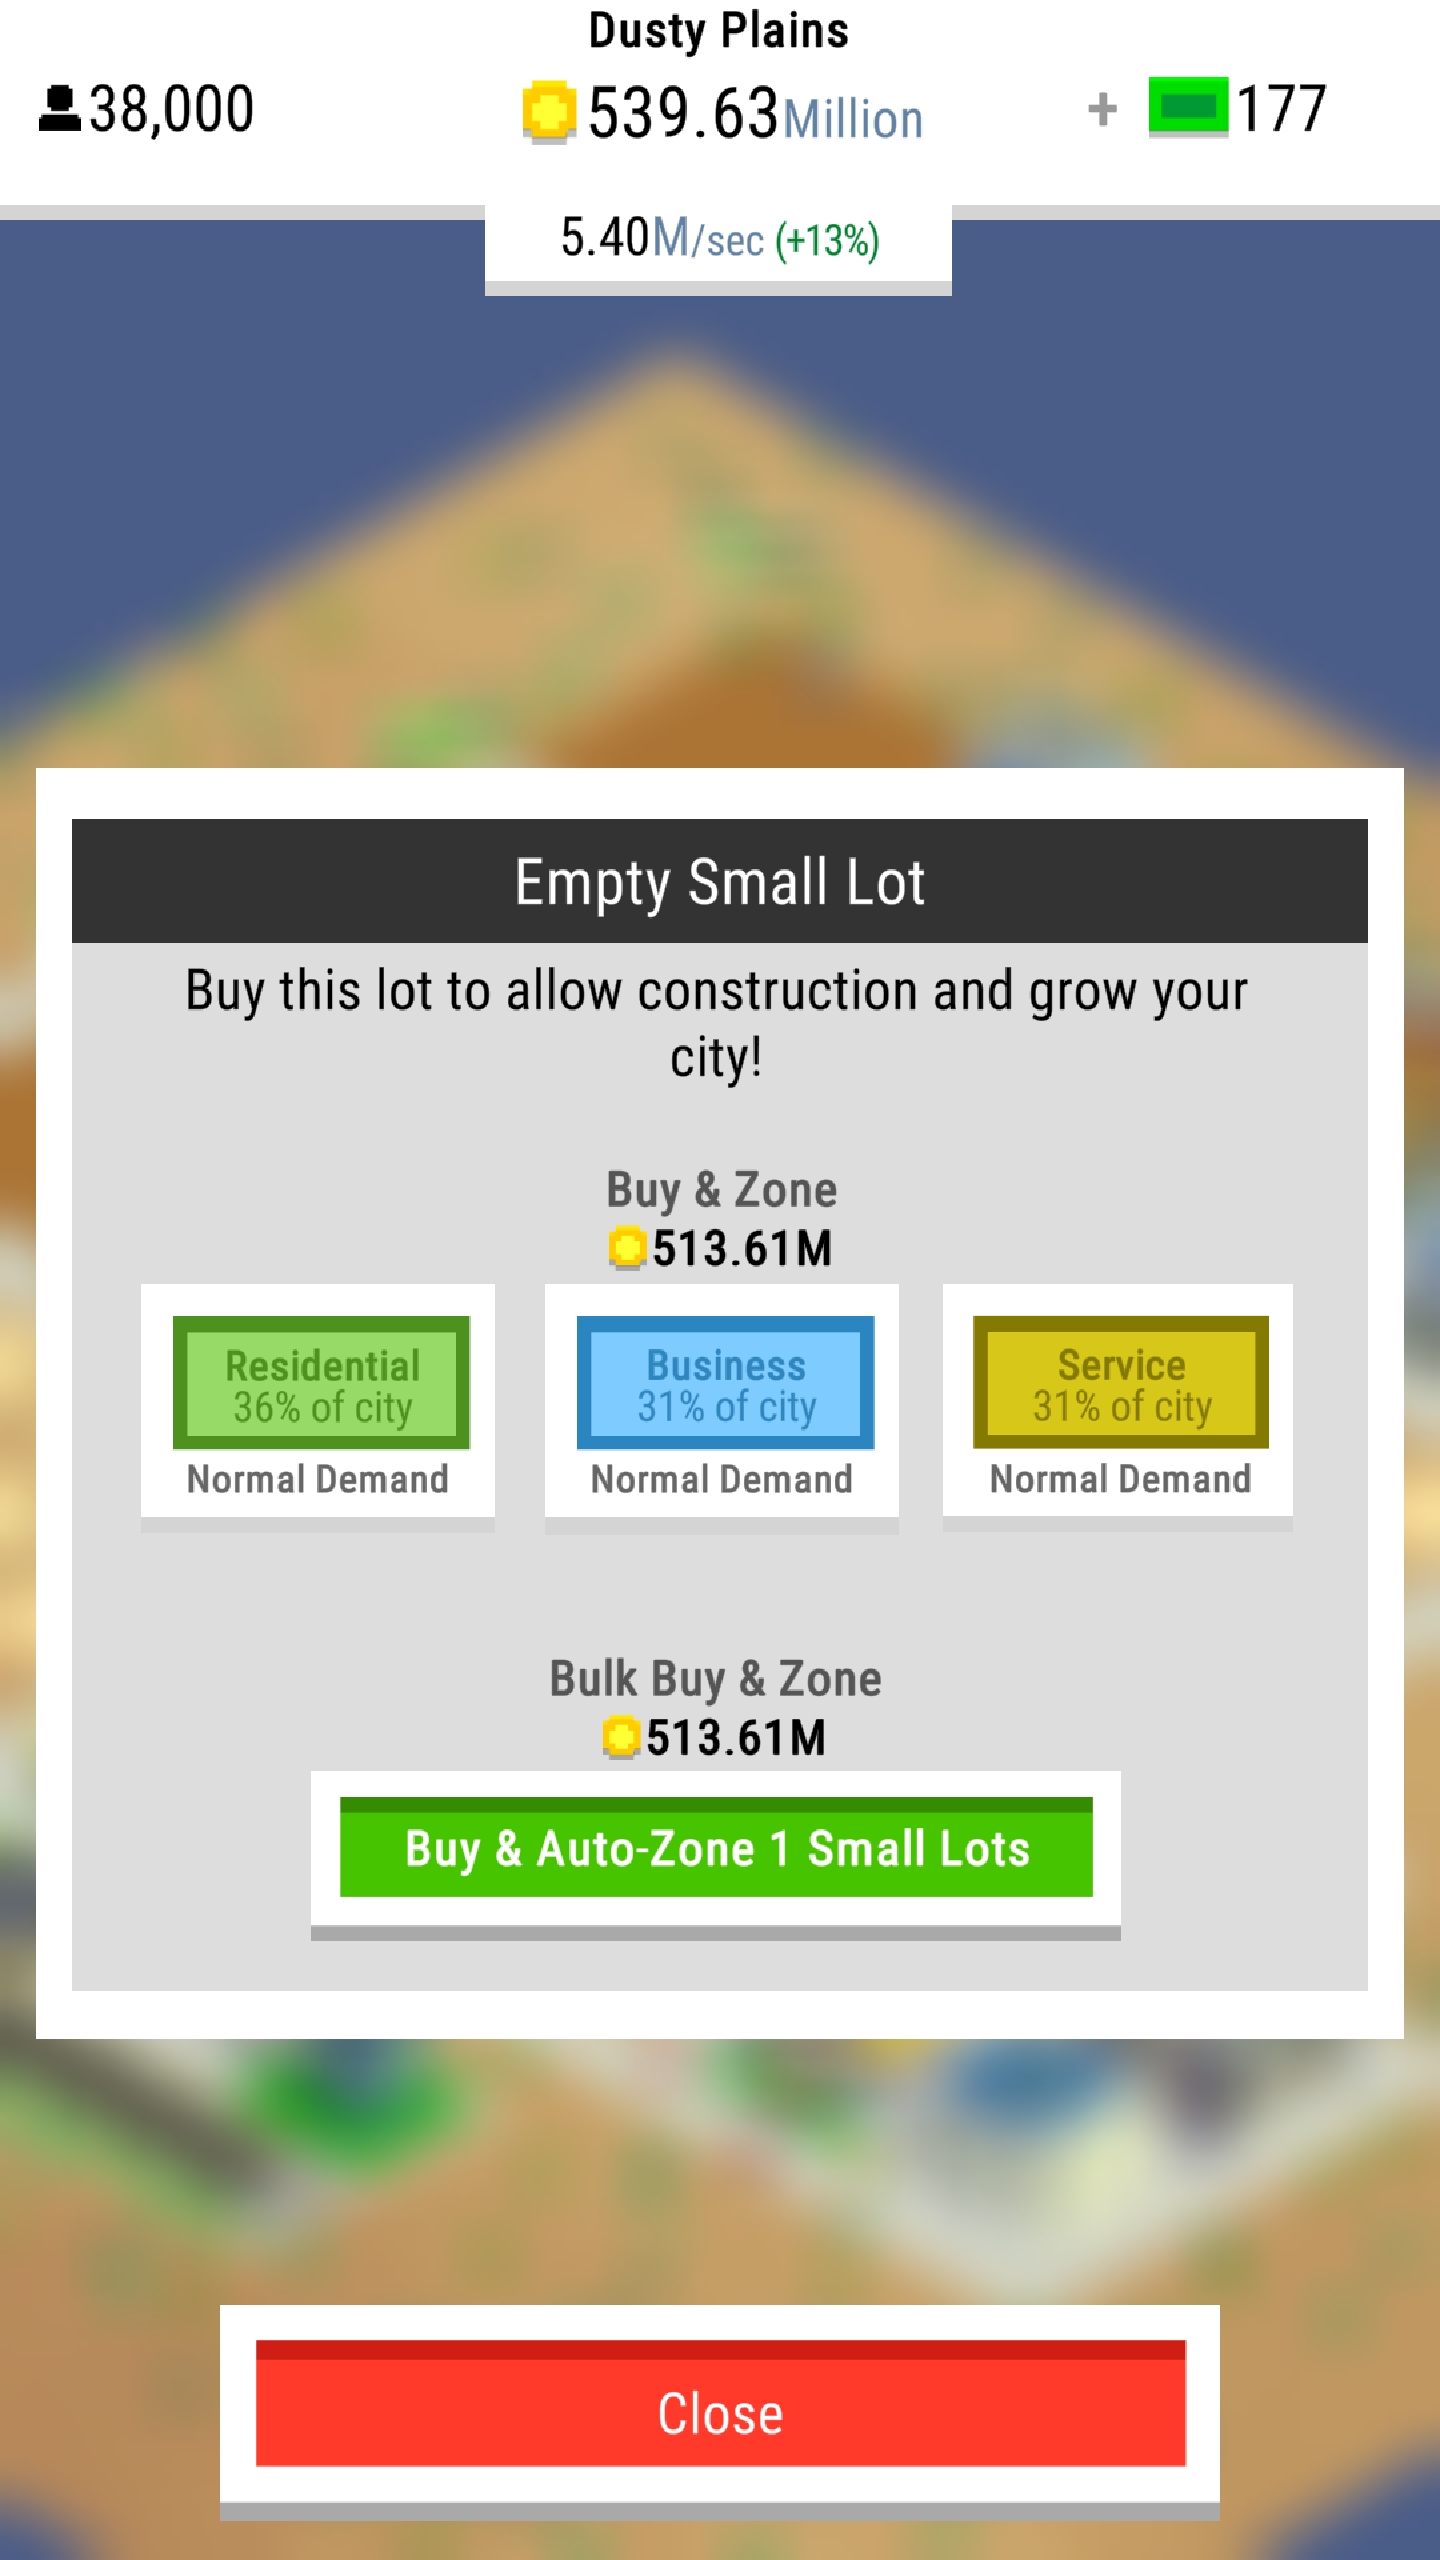 Dusty Plains
38,000
539.63Million
+ 177
5.40M/sec (+13%)
Empty Small Lot
Buy this lot to allow construction and grow your
city!
Buy & Zone
513.61M
Residential
36% of city
Normal Demand
Business
31% of city
Normal Demand
Service
31% of city
Normal Demand
Bulk Buy & Zone
513.61M
Buy & Auto-Zone 1 Small Lots
Close